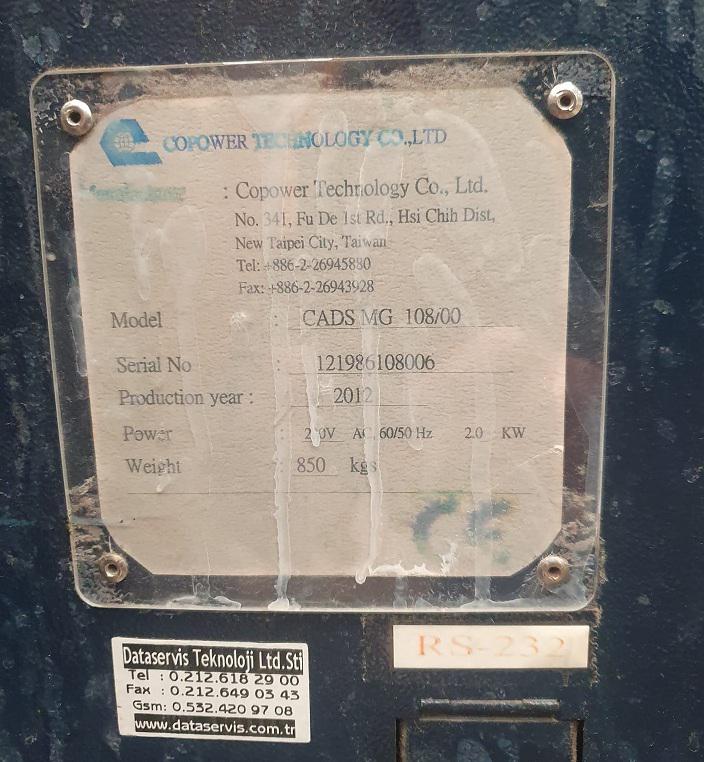 COPOWER TECHNOLOGY CO.,LTD
: Copower Technology Co., Ltd.
No. 341, Fu De 1st Rd., Hsi Chih Dist,
New Taipei City, Taiwan
Tel: +886-2-26945880
Fax: +886-2-26943928
Model : CADS MG 108/00
Serial No : 121986108006
Production year : 2012
Power : AC, 60/50 Hz 2.0 KW
Weight : 850 kgs
CE
Dataservis Teknoloji Ltd.Sti
Tel : 0.212.618 29 00
Fax : 0.212.649 03 43
Gsm: 0.532.420 97 08
www.dataservis.com.tr
RS-232